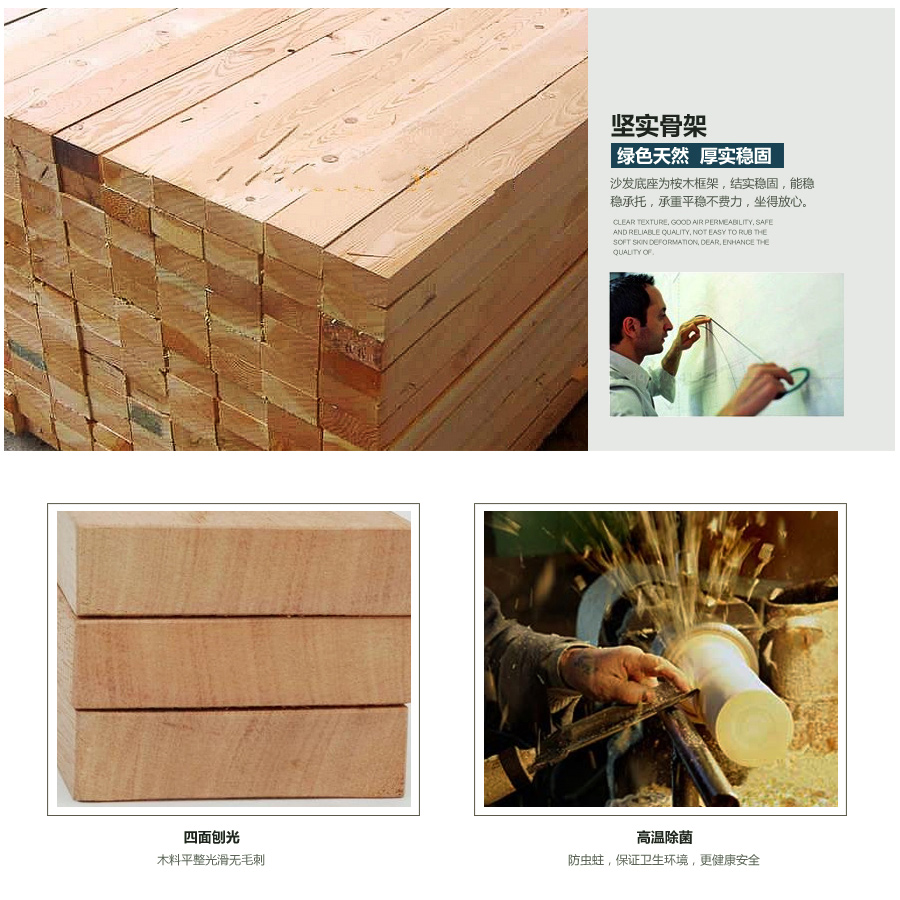 坚实骨架
绿色天然 厚实稳固
沙发底座为桉木框架，结实稳固，能稳
稳承托，承重平稳不费力，坐得放心。
CLEAR TEXTURE, GOOD AIR PERMEABILITY, SAFE
AND RELIABLE QUALITY, NOT EASY TO RUB THE
SOFT SKIN DEFORMATION, DEAR, ENHANCE THE
QUALITY OF.
四面刨光
高温除菌
木料平整光滑无毛刺
防虫蛀，保证卫生环境，更健康安全